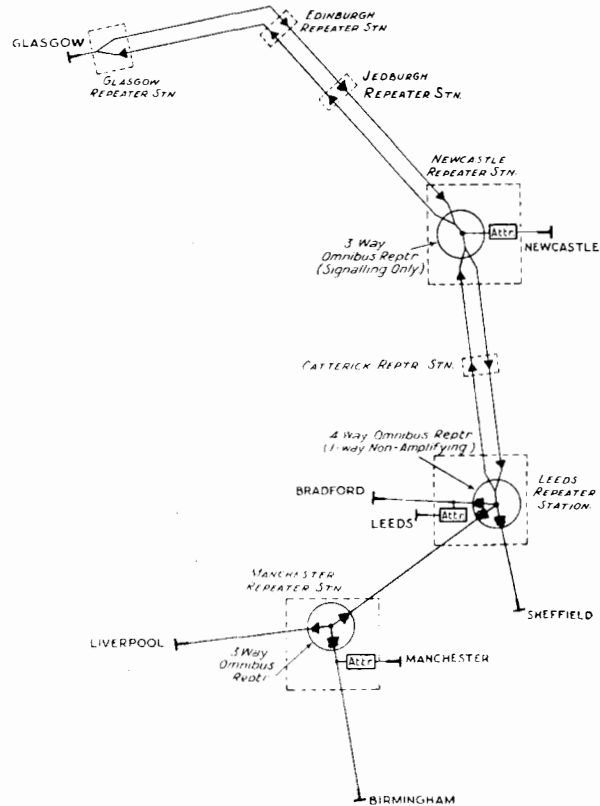 EDINBURGH
REPEATER STN
GLASGOW
GLASGOW
REPEATER STN.
JEDBURGH
REPEATER STN.
NEWCASTLE
REPEATER STN.
Attr
NEWCASTLE
3 Way
Omnibus Reptr
(Signalling Only)
CATTERICK REPTR STN.
4 Way Omnibus Reptr
(1-way Non-Amplifying)
LEEDS
REPEATER
STATION.
BRADFORD
Attr
LEEDS
SHEFFIELD
MANCHESTER
REPEATER STN
LIVERPOOL
3 Way
Omnibus
Reptr
Attr
MANCHESTER
BIRMINGHAM